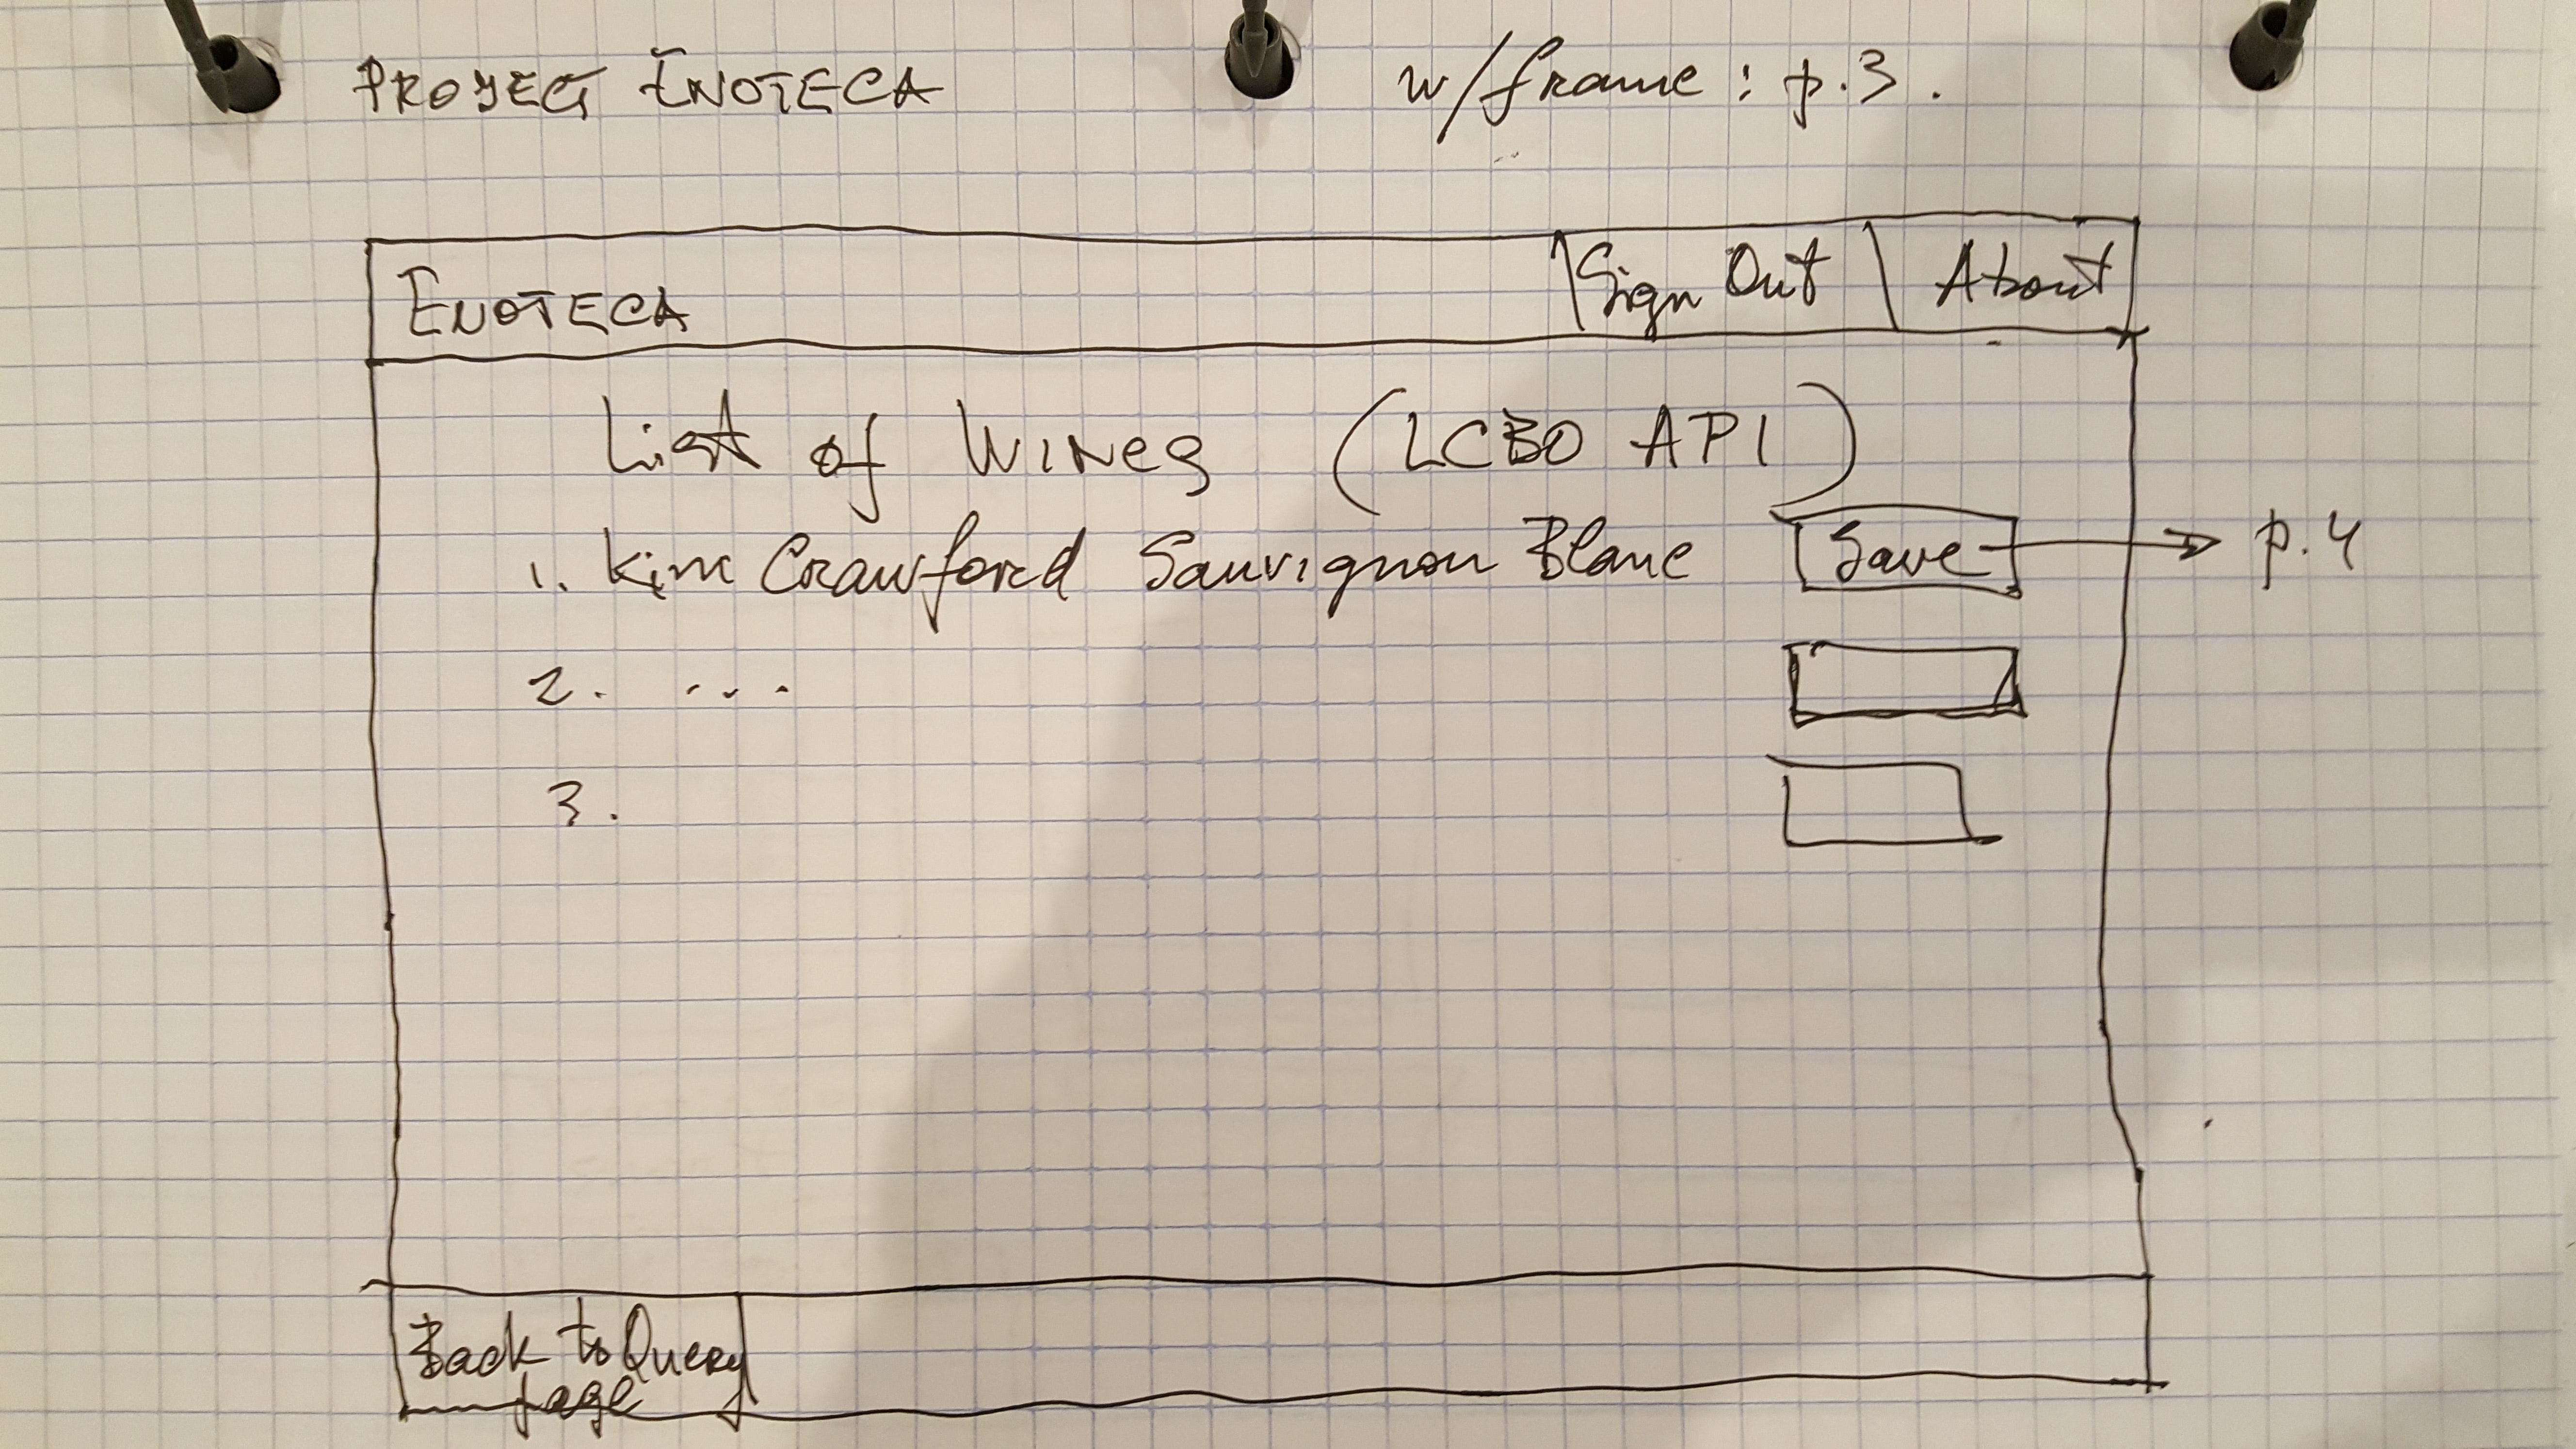 PROJECT ENOTECA w/frame: p.3.
ENOTECA Sign Out About
List of Wines (LCBO API)
1. Kim Crawford Sauvignon Blanc Save → p.4
2. ...
3.
Back to Query
Page